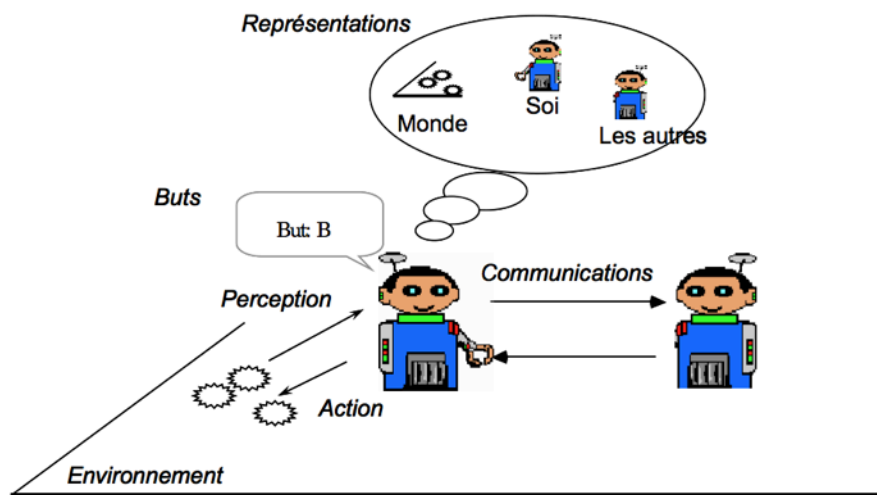 Représentations
Monde
Soi
Les autres
Buts
But: B
Communications
Perception
Action
Environnement